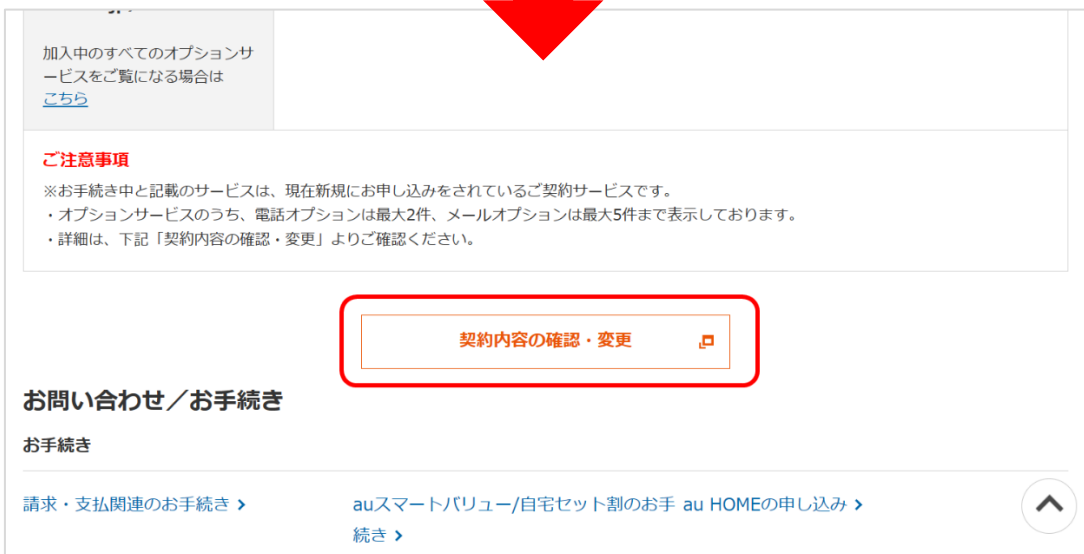 加入中のすべてのオプションサ
ービスをご覧になる場合は
こちら
ご注意事項
※お手続き中と記載のサービスは、現在新規にお申し込みをされているご契約サービスです。
・オプションサービスのうち、電話オプションは最大2件、メールオプションは最大5件まで表示しております。
・詳細は、下記「契約内容の確認・変更」よりご確認ください。
契約内容の確認・変更
お問い合わせ／お手続き
お手続き
請求・支払関連のお手続き
auスマートバリュー/自宅セット割のお手
続き
au HOMEの申し込み